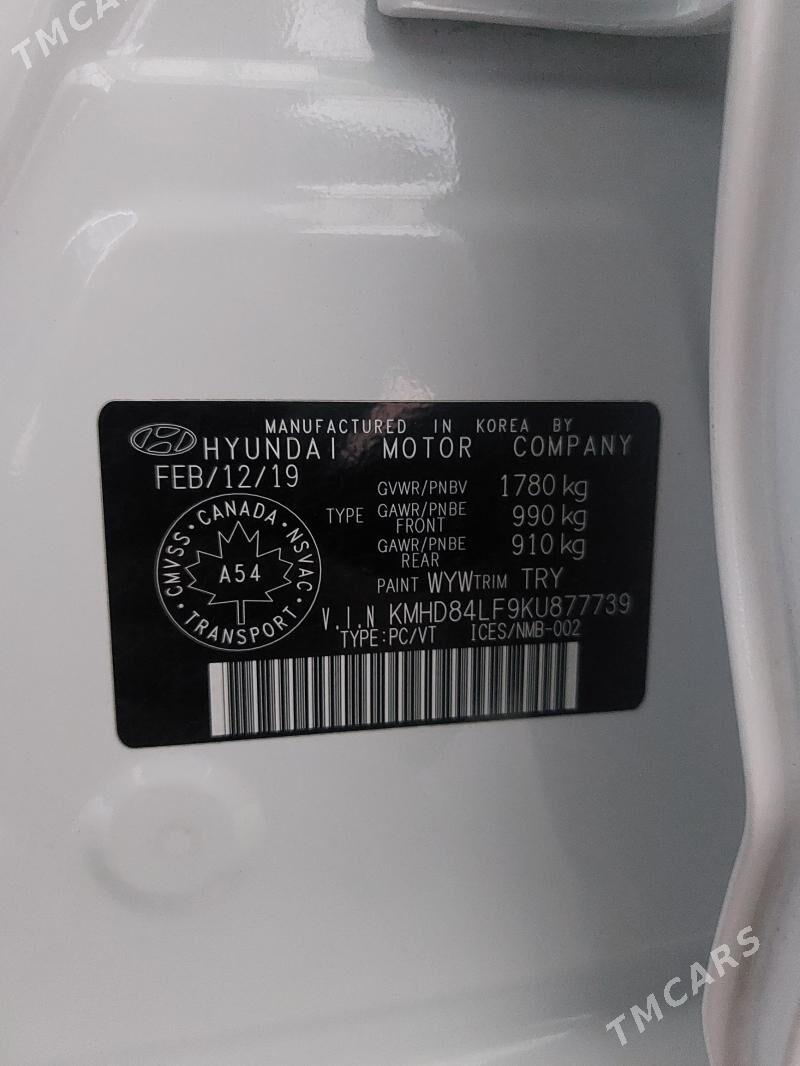 TMCARS
MANUFACTURED IN KOREA BY
HYUNDAI MOTOR COMPANY
FEB/12/19
GVWR/PNBV 1780 kg
TYPE GAWR/PNBE FRONT 990 kg
GAWR/PNBE REAR 910 kg
PAINT WYW TRIM TRY
CMVSS · CANADA · NSVAC · TRANSPORT ·
A54
V.I.N KMHD84LF9KU877739
TYPE:PC/VT ICES/NMB-002
TMCARS